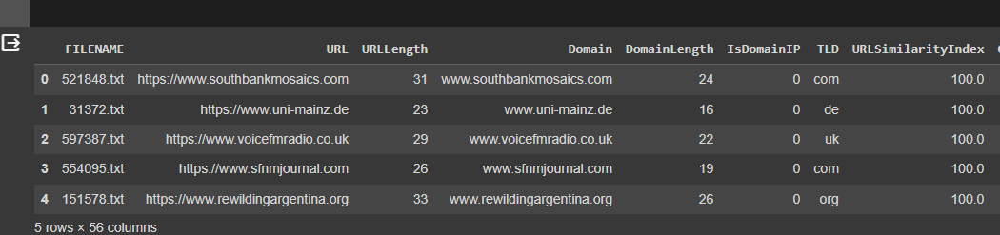 FILENAME URL URLLength Domain DomainLength IsDomainIP TLD URLSimilarityIndex
0 521848.txt https://www.southbankmosaics.com 31 www.southbankmosaics.com 24 0 com 100.0
1 31372.txt https://www.uni-mainz.de 23 www.uni-mainz.de 16 0 de 100.0
2 597387.txt https://www.voicefmradio.co.uk 29 www.voicefmradio.co.uk 22 0 uk 100.0
3 554095.txt https://www.sfnmjournal.com 26 www.sfnmjournal.com 19 0 com 100.0
4 151578.txt https://www.rewildingargentina.org 33 www.rewildingargentina.org 26 0 org 100.0
5 rows × 56 columns